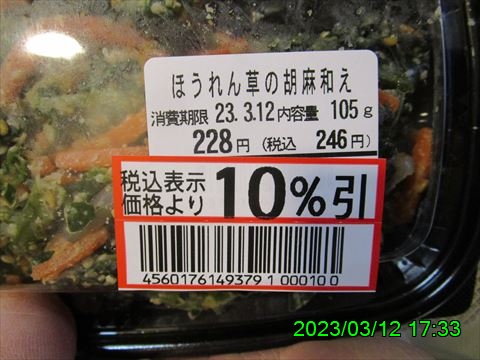 ほうれん草の胡麻和え
消費期限 23. 3.12 内容量 105g
228円 (税込 246円)
税込表示
価格より 10%引
4560176149379 1 000100
2023/03/12 17:33